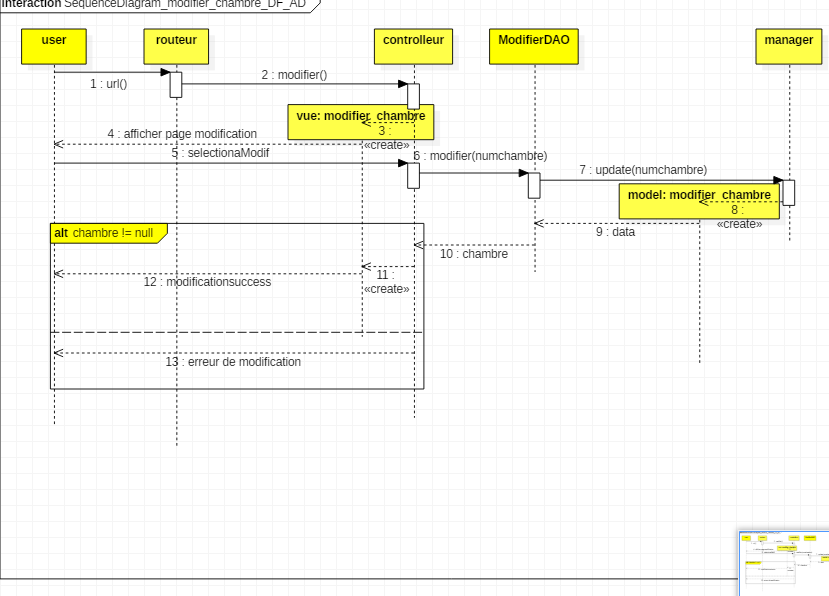 interaction SequenceDiagram_modifier_chambre_DF_AD
user
routeur
controlleur
ModifierDAO
manager
1 : url()
2 : modifier()
vue: modifier_chambre
3 :
«create»
4 : afficher page modification
5 : selectionaModif
6 : modifier(numchambre)
7 : update(numchambre)
model: modifier_chambre
8 :
«create»
9 : data
alt chambre != null
10 : chambre
11 :
«create»
12 : modificationsuccess
13 : erreur de modification